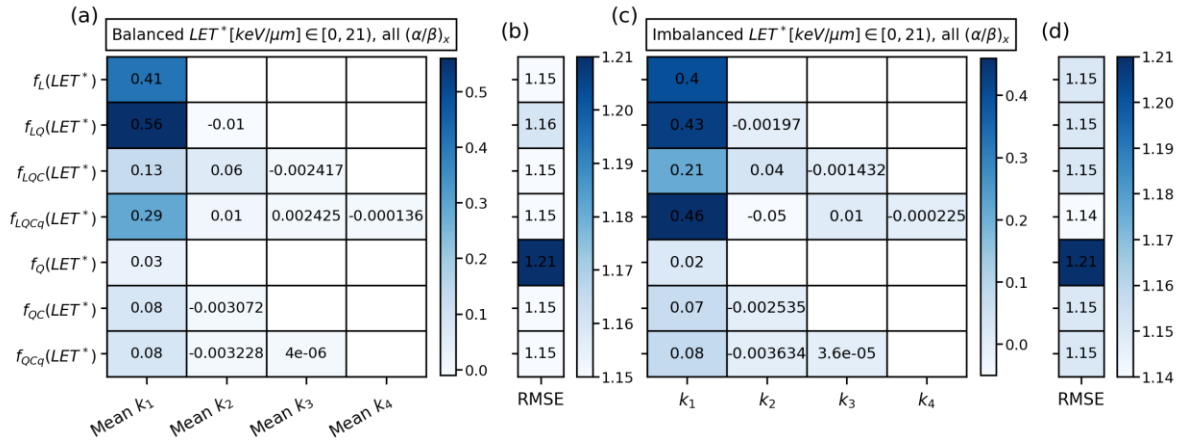 (a)
Balanced LET*[keV/μm] ∈ [0, 21), all (α/β)ₓ
f_L(LET*)
f_LQ(LET*)
f_LQC(LET*)
f_LQCq(LET*)
f_Q(LET*)
f_QC(LET*)
f_QCq(LET*)
0.41
0.56 -0.01
0.13 0.06 -0.002417
0.29 0.01 0.002425 -0.000136
0.03
0.08 -0.003072
0.08 -0.003228 4e-06
Mean k₁ Mean k₂ Mean k₃ Mean k₄
0.5
0.4
0.3
0.2
0.1
0.0
(b)
1.15
1.16
1.15
1.15
1.21
1.15
1.15
RMSE
1.21
1.20
1.19
1.18
1.17
1.16
1.15
(c)
Imbalanced LET*[keV/μm] ∈ [0, 21), all (α/β)ₓ
0.4
0.43 -0.00197
0.21 0.04 -0.001432
0.46 -0.05 0.01 -0.000225
0.02
0.07 -0.002535
0.08 -0.003634 3.6e-05
k₁ k₂ k₃ k₄
0.4
0.3
0.2
0.1
0.0
(d)
1.15
1.15
1.15
1.14
1.21
1.15
1.15
RMSE
1.21
1.20
1.19
1.18
1.17
1.16
1.15
1.14